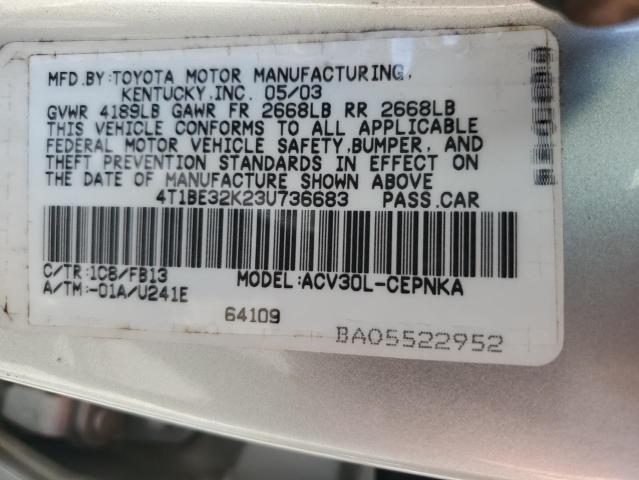 MFD.BY:TOYOTA MOTOR MANUFACTURING,
KENTUCKY,INC. 05/03
GVWR 4189LB GAWR FR 2668LB RR 2668LB
THIS VEHICLE CONFORMS TO ALL APPLICABLE
FEDERAL MOTOR VEHICLE SAFETY,BUMPER, AND
THEFT PREVENTION STANDARDS IN EFFECT ON
THE DATE OF MANUFACTURE SHOWN ABOVE
4T1BE32K23U736683 PASS.CAR
C/TR:1C8/FB13 MODEL:ACV30L-CEPNKA
A/TM:-01A/U241E
64109
BA05522952